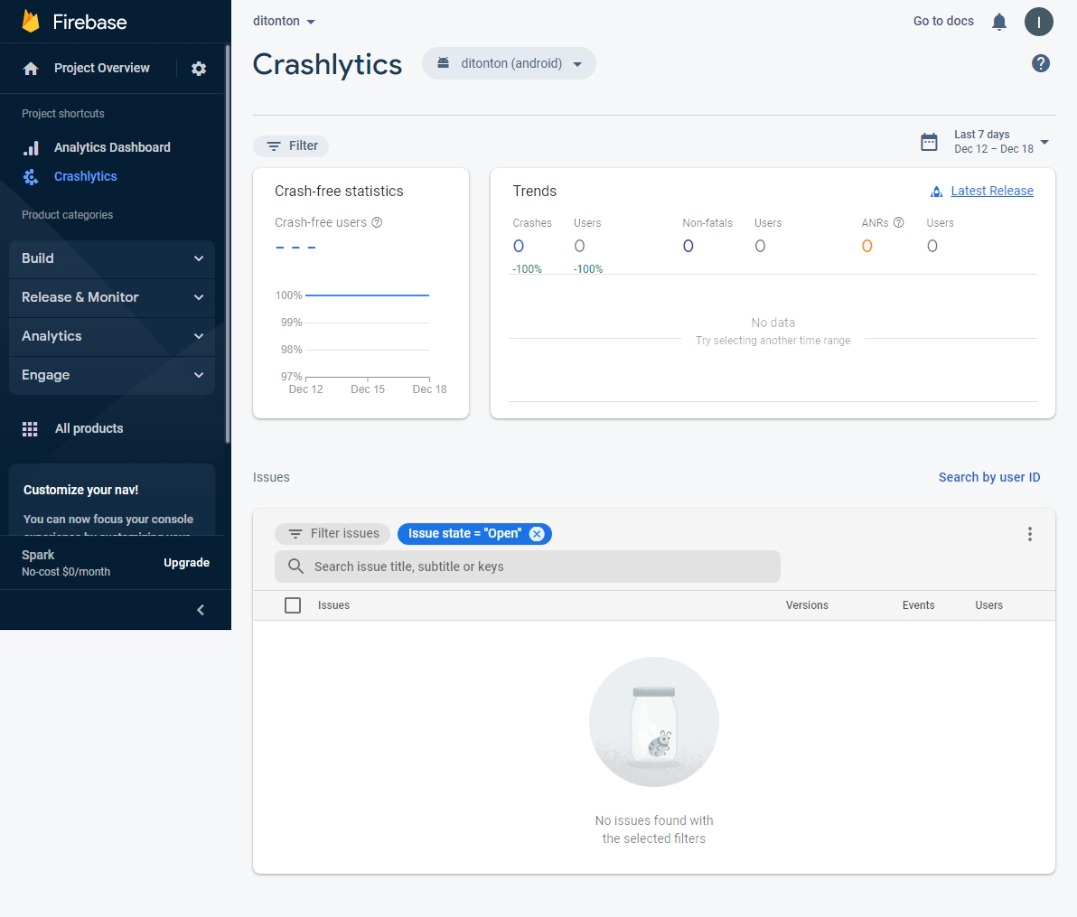 Firebase
Project Overview
Project shortcuts
Analytics Dashboard
Crashlytics
Product categories
Build
Release & Monitor
Analytics
Engage
All products
Customize your nav!
You can now focus your console
experience by customizing your
Spark
No-cost $0/month
Upgrade
ditonton
Go to docs
I
Crashlytics
ditonton (android)
Filter
Last 7 days
Dec 12 – Dec 18
Crash-free statistics
Crash-free users
– – –
100%
99%
98%
97%
Dec 12 Dec 15 Dec 18
Trends
Latest Release
Crashes Users Non-fatals Users ANRs Users
0 0 0 0 0 0
-100% -100%
No data
Try selecting another time range
Issues
Search by user ID
Filter issues
Issue state = "Open"
Search issue title, subtitle or keys
Issues Versions Events Users
No issues found with
the selected filters